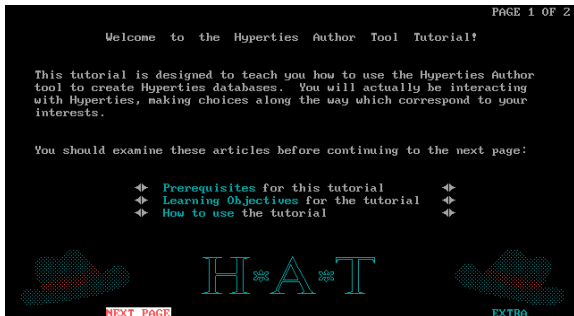 PAGE 1 OF 2
Welcome to the Hyperties Author Tool Tutorial!
This tutorial is designed to teach you how to use the Hyperties Author
tool to create Hyperties databases. You will actually be interacting
with Hyperties, making choices along the way which correspond to your
interests.
You should examine these articles before continuing to the next page:
Prerequisites for this tutorial
Learning Objectives for the tutorial
How to use the tutorial
H*A*T
NEXT PAGE EXTRA